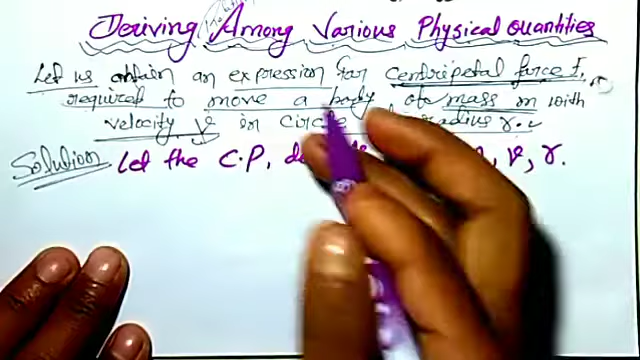 Deriving Among Various Physical Quantities
Let us obtain an expression for centripetal force F,
required to move a body of mass m with
velocity v in circle radius r.
Solution Let the C.P, v, r.